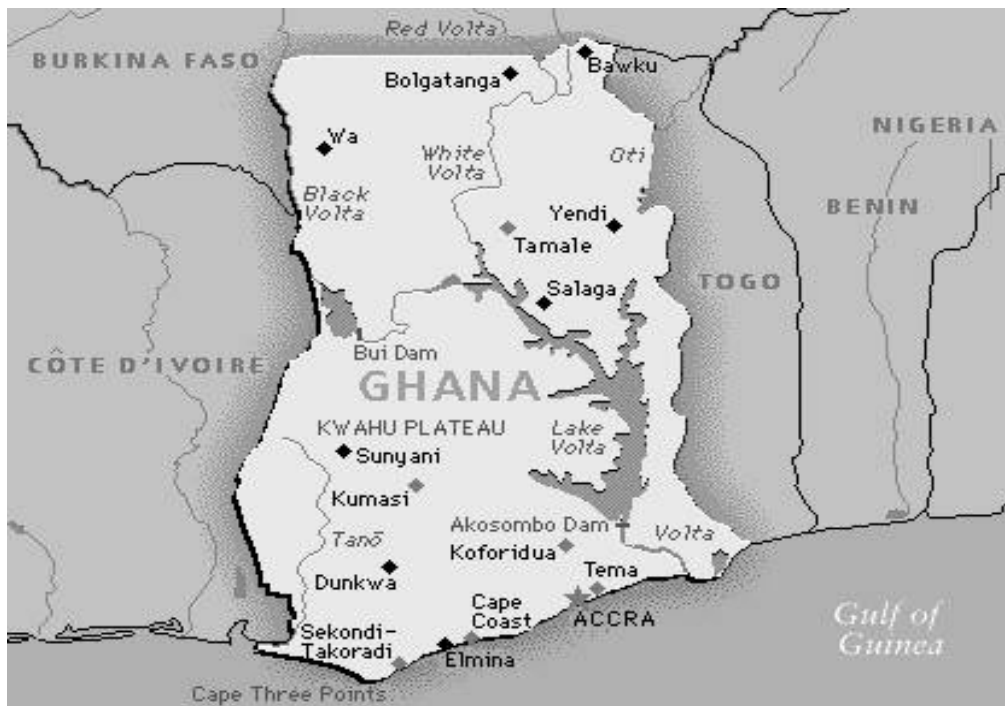 Red Volta
BURKINA FASO
Bawku
Bolgatanga
NIGERIA
Wa
White
Volta
Oti
Black
Volta
BENIN
Yendi
Tamale
TOGO
Salaga
Bui Dam
CÔTE D'IVOIRE
GHANA
KWAHU PLATEAU
Lake
Volta
Sunyani
Kumasi
Akosombo Dam
Volta
Tanō
Koforidua
Dunkwa
Tema
Cape
Coast
ACCRA
Gulf of
Guinea
Sekondi-
Takoradi
Elmina
Cape Three Points